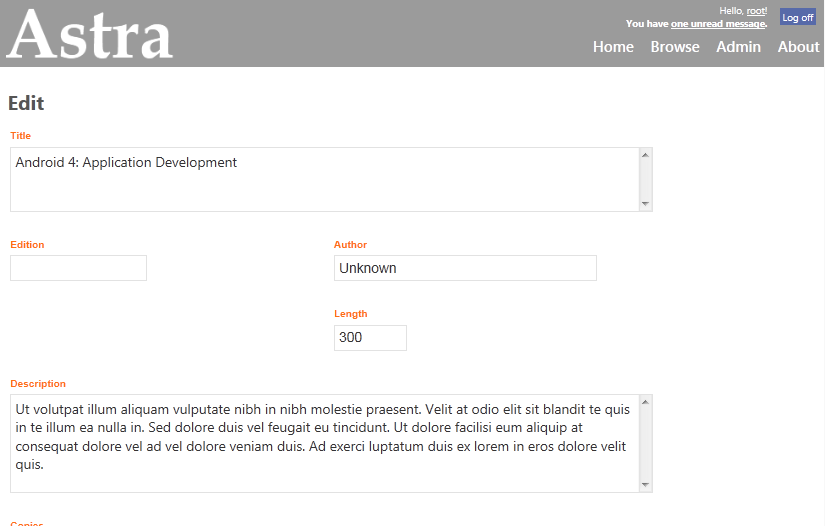 Astra
Hello, root!
Log off
You have one unread message.
Home Browse Admin About
Edit
Title
Android 4: Application Development
Edition Author
Unknown
Length
300
Description
Ut volutpat illum aliquam vulputate nibh in nibh molestie praesent. Velit at odio elit sit blandit te quis
in te illum ea nulla in. Sed dolore duis vel feugait eu tincidunt. Ut dolore facilisi eum aliquip at
consequat dolore vel ad vel dolore veniam duis. Ad exerci luptatum duis ex lorem in eros dolore velit
quis.
Copies